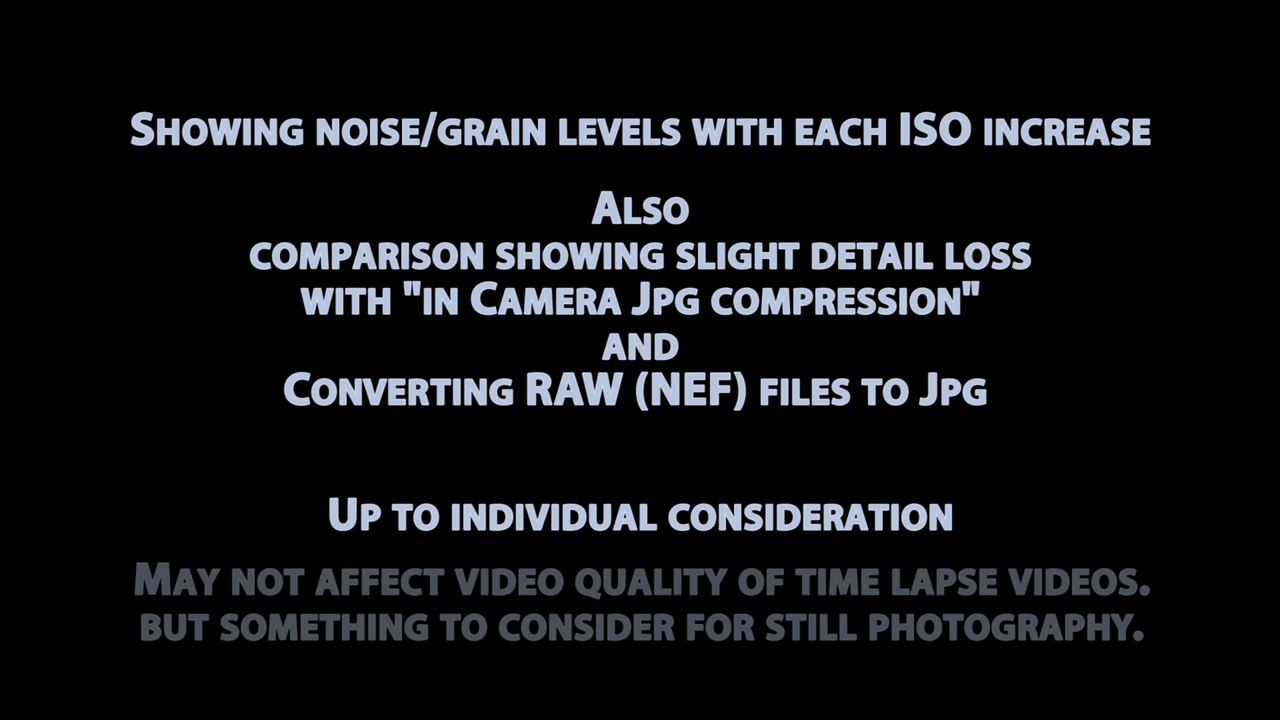 Showing noise/grain levels with each ISO increase
Also
comparison showing slight detail loss
with "in Camera Jpg compression"
and
Converting RAW (NEF) files to Jpg
Up to individual consideration
May not affect video quality of time lapse videos.
but something to consider for still photography.